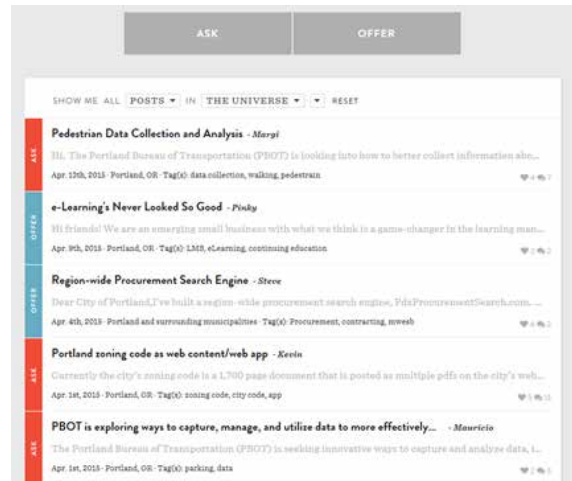 ASK OFFER
SHOW ME ALL POSTS IN THE UNIVERSE RESET
ASK
Pedestrian Data Collection and Analysis - Margi
Hi, The Portland Bureau of Transportation (PBOT) is looking into how to better collect information abo...
Apr. 13th, 2015 · Portland, OR · Tag(s): data collection, walking, pedestrain
OFFER
e-Learning's Never Looked So Good - Pinky
Hi friends! We are an emerging small business with what we think is a game-changer in the learning man...
Apr. 9th, 2015 · Portland, OR · Tag(s): LMS, eLearning, continuing education
OFFER
Region-wide Procurement Search Engine - Steve
Dear City of Portland,I've built a region-wide procurement search engine, PdxProcurementSearch.com. ...
Apr. 4th, 2015 · Portland and surrounding municipalities · Tag(s): Procurement, contracting, mwesb
ASK
Portland zoning code as web content/web app - Kevin
Currently the city's zoning code is a 1,700 page document that is posted as multiple pdfs on the city's web...
Apr. 1st, 2015 · Portland, OR · Tag(s): zoning code, city code, app
ASK
PBOT is exploring ways to capture, manage, and utilize data to more effectively... - Mauricio
The Portland Bureau of Transportation (PBOT) is seeking innovative ways to capture and analyze data, i...
Apr. 1st, 2015 · Portland, OR · Tag(s): parking, data